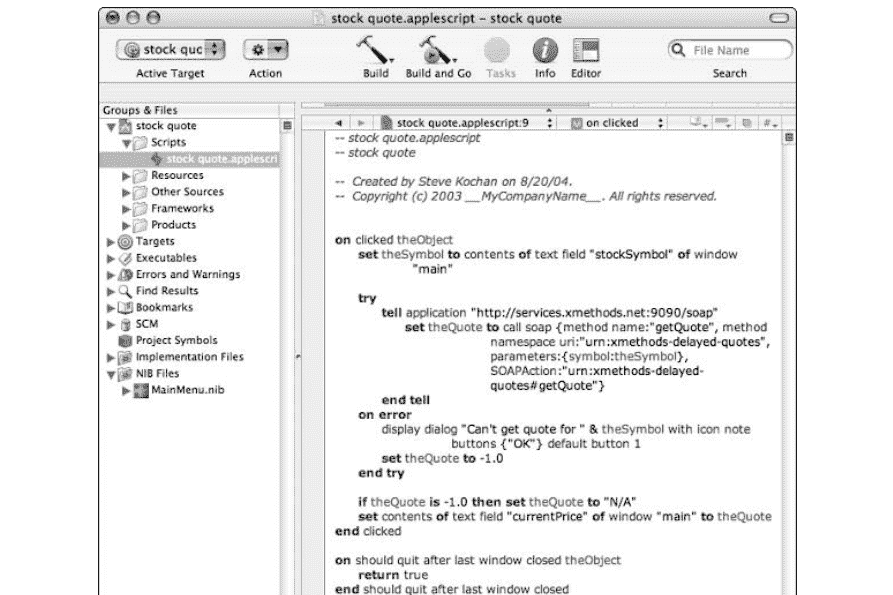 stock quote.applescript – stock quote
stock quc
File Name
Active Target
Action
Build
Build and Go
Tasks
Info
Editor
Search
Groups & Files
stock quote
Scripts
stock quote.applescri
Resources
Other Sources
Frameworks
Products
Targets
Executables
Errors and Warnings
Find Results
Bookmarks
SCM
Project Symbols
Implementation Files
NIB Files
MainMenu.nib
stock quote.applescript:9
on clicked
#
-- stock quote.applescript
-- stock quote
-- Created by Steve Kochan on 8/20/04.
-- Copyright (c) 2003 __MyCompanyName__. All rights reserved.
on clicked theObject
set theSymbol to contents of text field "stockSymbol" of window
"main"
try
tell application "http://services.xmethods.net:9090/soap"
set theQuote to call soap {method name:"getQuote", method
namespace uri:"urn:xmethods-delayed-quotes",
parameters:{symbol:theSymbol},
SOAPAction:"urn:xmethods-delayed-
quotes#getQuote"}
end tell
on error
display dialog "Can't get quote for " & theSymbol with icon note
buttons {"OK"} default button 1
set theQuote to -1.0
end try
if theQuote is -1.0 then set theQuote to "N/A"
set contents of text field "currentPrice" of window "main" to theQuote
end clicked
on should quit after last window closed theObject
return true
end should quit after last window closed